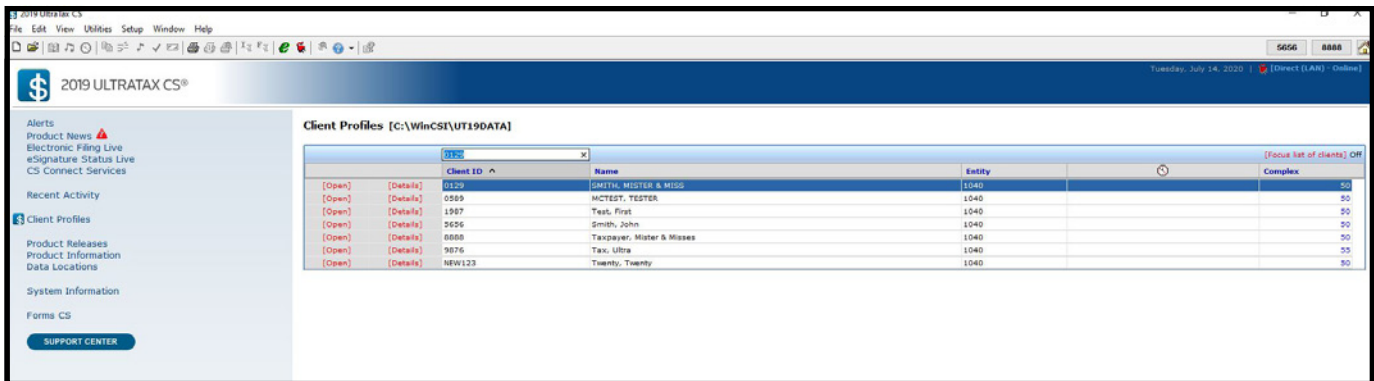 2019 UltraTax CS
File Edit View Utilities Setup Window Help
5656 8888
Tuesday, July 14, 2020 | [Direct (LAN) - Online]
2019 ULTRATAX CS®
Alerts
Product News
Electronic Filing Live
eSignature Status Live
CS Connect Services
Recent Activity
Client Profiles
Product Releases
Product Information
Data Locations
System Information
Forms CS
SUPPORT CENTER
Client Profiles [C:\WinCSI\UT19DATA]
0129 x [Focus list of clients] Off
Client ID ^ Name Entity Complex
[Open] [Details] 0129 SMITH, MISTER & MISS 1040 50
[Open] [Details] 0589 MCTEST, TESTER 1040 50
[Open] [Details] 1987 Test, First 1040 50
[Open] [Details] 5656 Smith, John 1040 50
[Open] [Details] 8888 Taxpayer, Mister & Misses 1040 50
[Open] [Details] 9876 Tax, Ultra 1040 55
[Open] [Details] NEW123 Twenty, Twenty 1040 50